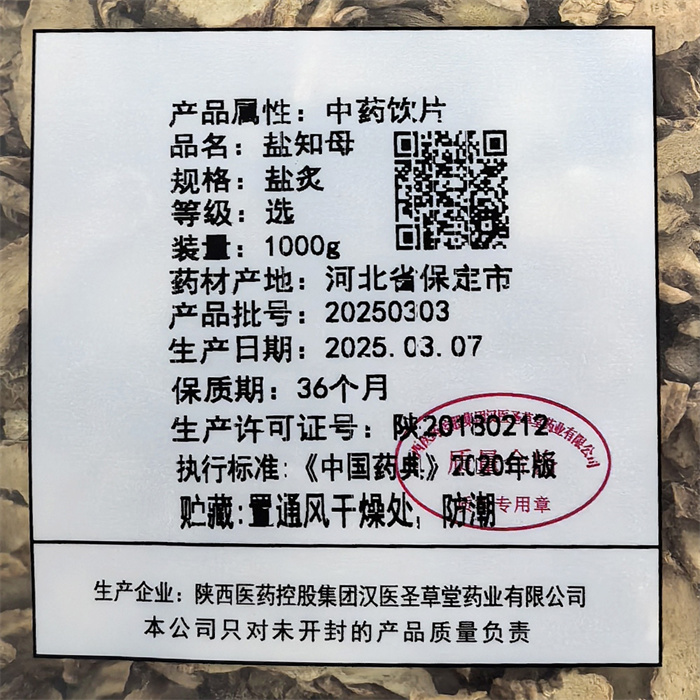 产品属性：中药饮片
品名：盐知母
规格：盐炙
等级：选
装量：1000g
药材产地：河北省保定市
产品批号：20250303
生产日期：2025.03.07
保质期：36个月
生产许可证号：陕20130212
执行标准：《中国药典》2020年版
贮藏：置通风干燥处，防潮
专用章
生产企业：陕西医药控股集团汉医圣草堂药业有限公司
本公司只对未开封的产品质量负责